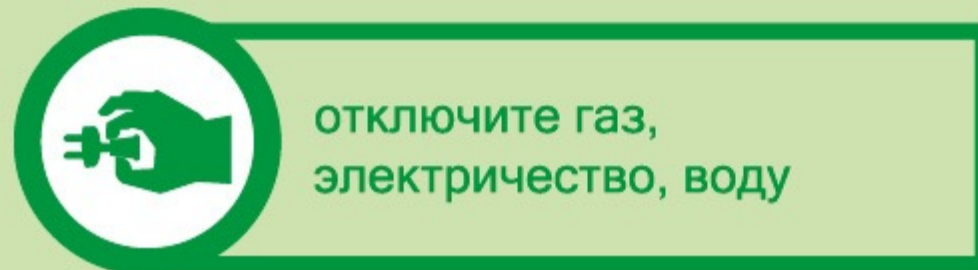 отключите газ,
электричество, воду